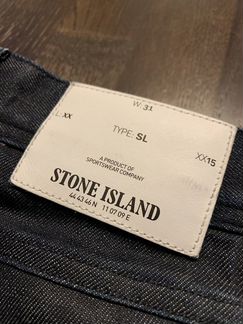 W 31
L XX
TYPE: SL
XX15
A PRODUCT OF
SPORTSWEAR COMPANY
STONE ISLAND
44 43 46 N 11 07 09 E